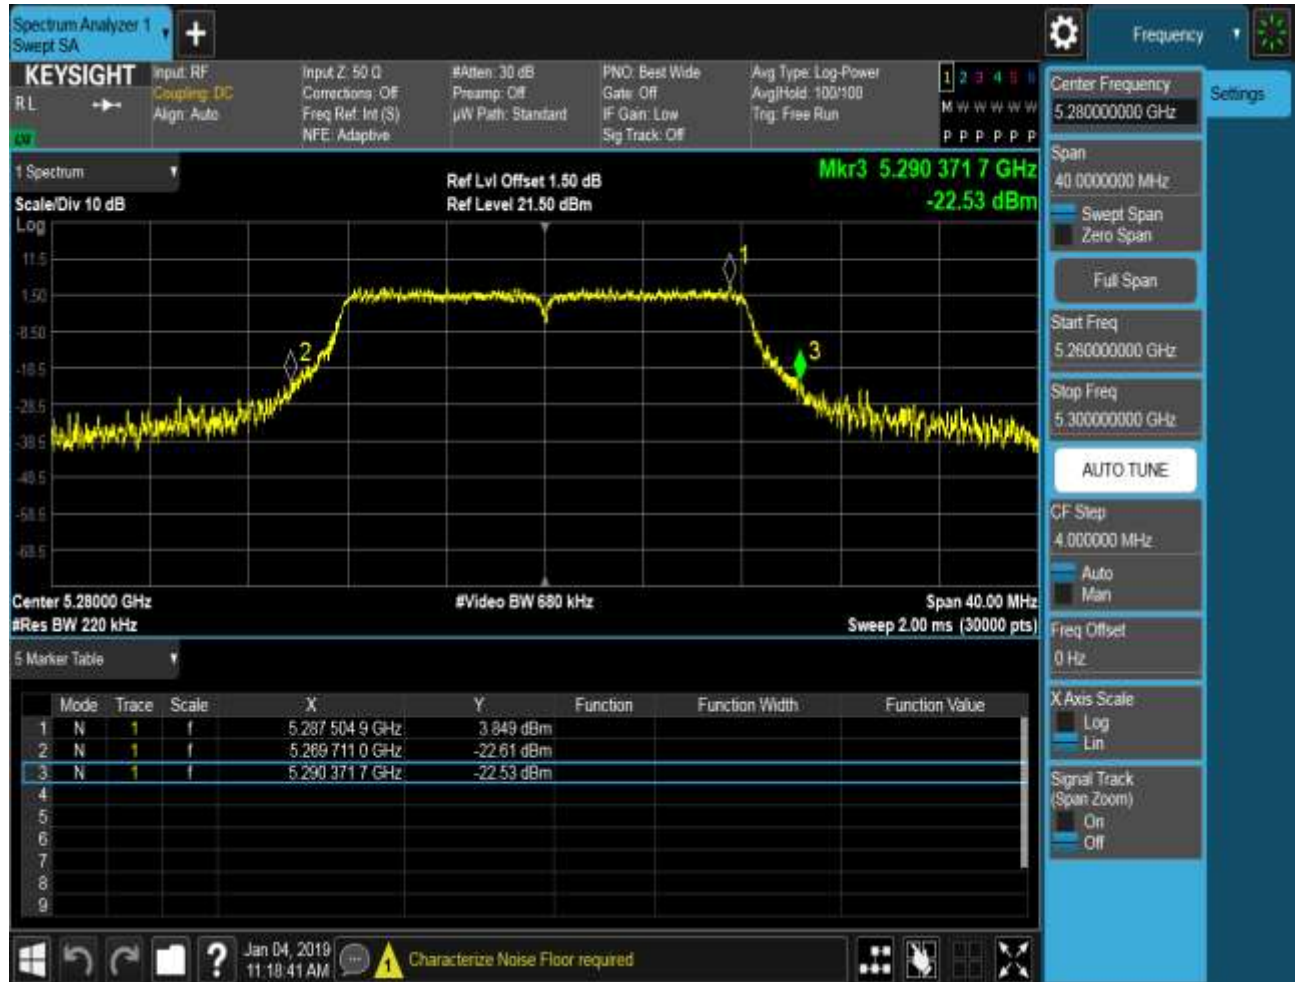 Spectrum Analyzer 1
Swept SA
Frequency
KEYSIGHT
R L
Input: RF
Coupling: DC
Align: Auto
Input Z: 50 Ω
Corrections: Off
Freq Ref: Int (S)
NFE: Adaptive
#Atten: 30 dB
Preamp: Off
µW Path: Standard
PNO: Best Wide
Gate: Off
IF Gain: Low
Sig Track: Off
Avg Type: Log-Power
Avg|Hold: 100/100
Trig: Free Run
1 2 3 4 5 6
M W W W W W
P P P P P P
1 Spectrum
Scale/Div 10 dB
Ref Lvl Offset 1.50 dB
Ref Level 21.50 dBm
Mkr3 5.290 371 7 GHz
-22.53 dBm
Log
11.5
1.50
-8.50
-18.5
-28.5
-38.5
-48.5
-58.5
-68.5
1
2
3
Center 5.28000 GHz
#Video BW 680 kHz
Span 40.00 MHz
#Res BW 220 kHz
Sweep 2.00 ms (30000 pts)
5 Marker Table
Mode Trace Scale X Y Function Function Width Function Value
1 N 1 f 5.287 504 9 GHz 3.849 dBm
2 N 1 f 5.269 711 0 GHz -22.61 dBm
3 N 1 f 5.290 371 7 GHz -22.53 dBm
4
5
6
7
8
9
Jan 04, 2019
11:18:41 AM
Characterize Noise Floor required
Settings
Center Frequency
5.280000000 GHz
Span
40.0000000 MHz
Swept Span
Zero Span
Full Span
Start Freq
5.260000000 GHz
Stop Freq
5.300000000 GHz
AUTO TUNE
CF Step
4.000000 MHz
Auto
Man
Freq Offset
0 Hz
X Axis Scale
Log
Lin
Signal Track
(Span Zoom)
On
Off